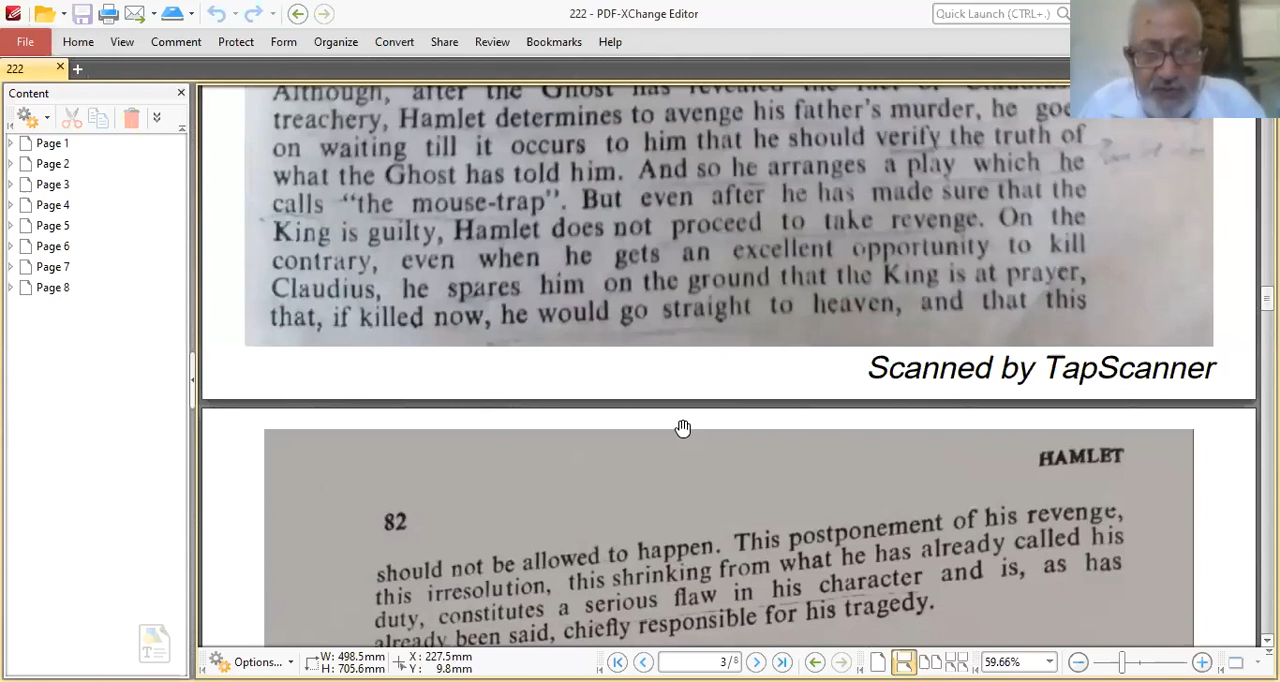 222 - PDF-XChange Editor
Quick Launch (CTRL+.)
File Home View Comment Protect Form Organize Convert Share Review Bookmarks Help
222
Content
Page 1
Page 2
Page 3
Page 4
Page 5
Page 6
Page 7
Page 8
Although, after the Ghost has revealed the
treachery, Hamlet determines to avenge his father's murder, he goes
on waiting till it occurs to him that he should verify the truth of
what the Ghost has told him. And so he arranges a play which he
calls "the mouse-trap". But even after he has made sure that the
King is guilty, Hamlet does not proceed to take revenge. On the
contrary, even when he gets an excellent opportunity to kill
Claudius, he spares him on the ground that the King is at prayer,
that, if killed now, he would go straight to heaven, and that this
Scanned by TapScanner
HAMLET
82
should not be allowed to happen. This postponement of his revenge,
this irresolution, this shrinking from what he has already called his
duty, constitutes a serious flaw in his character and is, as has
already been said, chiefly responsible for his tragedy.
Options...
W: 498.5mm
H: 705.6mm
X: 227.5mm
Y: 9.8mm
3/8
59.66%